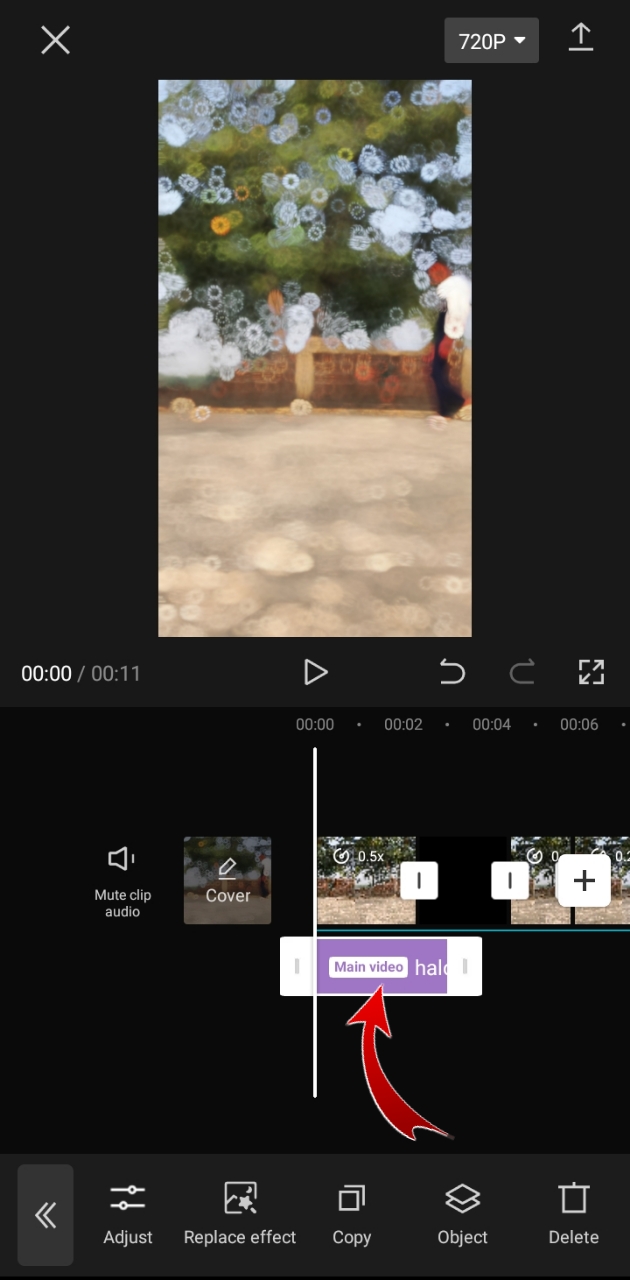 720P
00:00 / 00:11
00:00 00:02 00:04 00:06
0.5x
Mute clip
audio
Cover
Main video
Adjust
Replace effect
Copy
Object
Delete